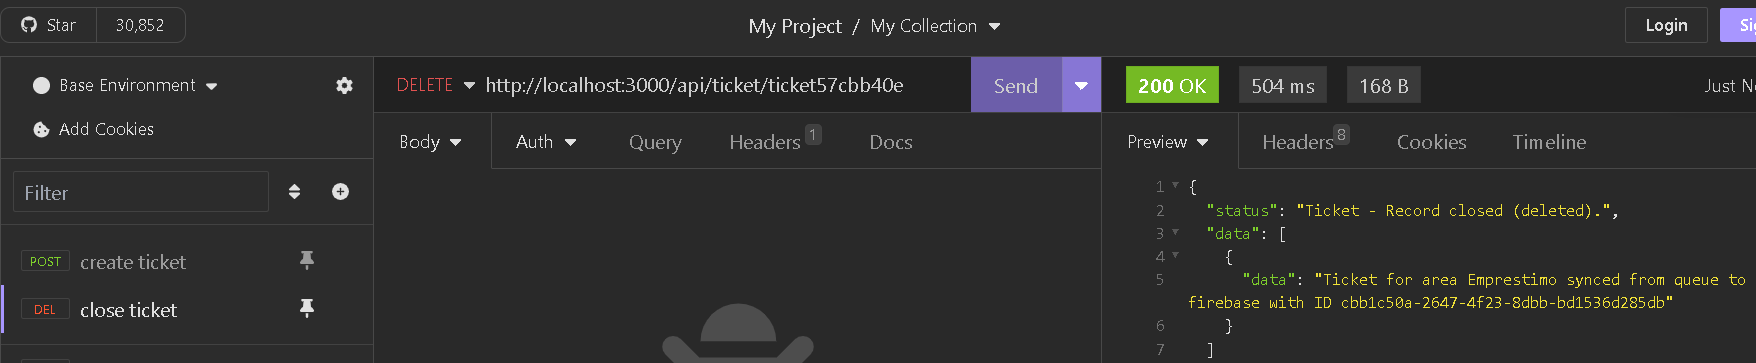 Star 30,852
My Project / My Collection
Login
Base Environment
Add Cookies
Filter
POST create ticket
DEL close ticket
DELETE http://localhost:3000/api/ticket/ticket57cbb40e Send
Body Auth Query Headers 1 Docs
200 OK 504 ms 168 B Just
Preview Headers 8 Cookies Timeline
1 {
2 "status": "Ticket - Record closed (deleted).",
3 "data": [
4 {
5 "data": "Ticket for area Emprestimo synced from queue to
firebase with ID cbb1c50a-2647-4f23-8dbb-bd1536d285db"
6 }
7 ]